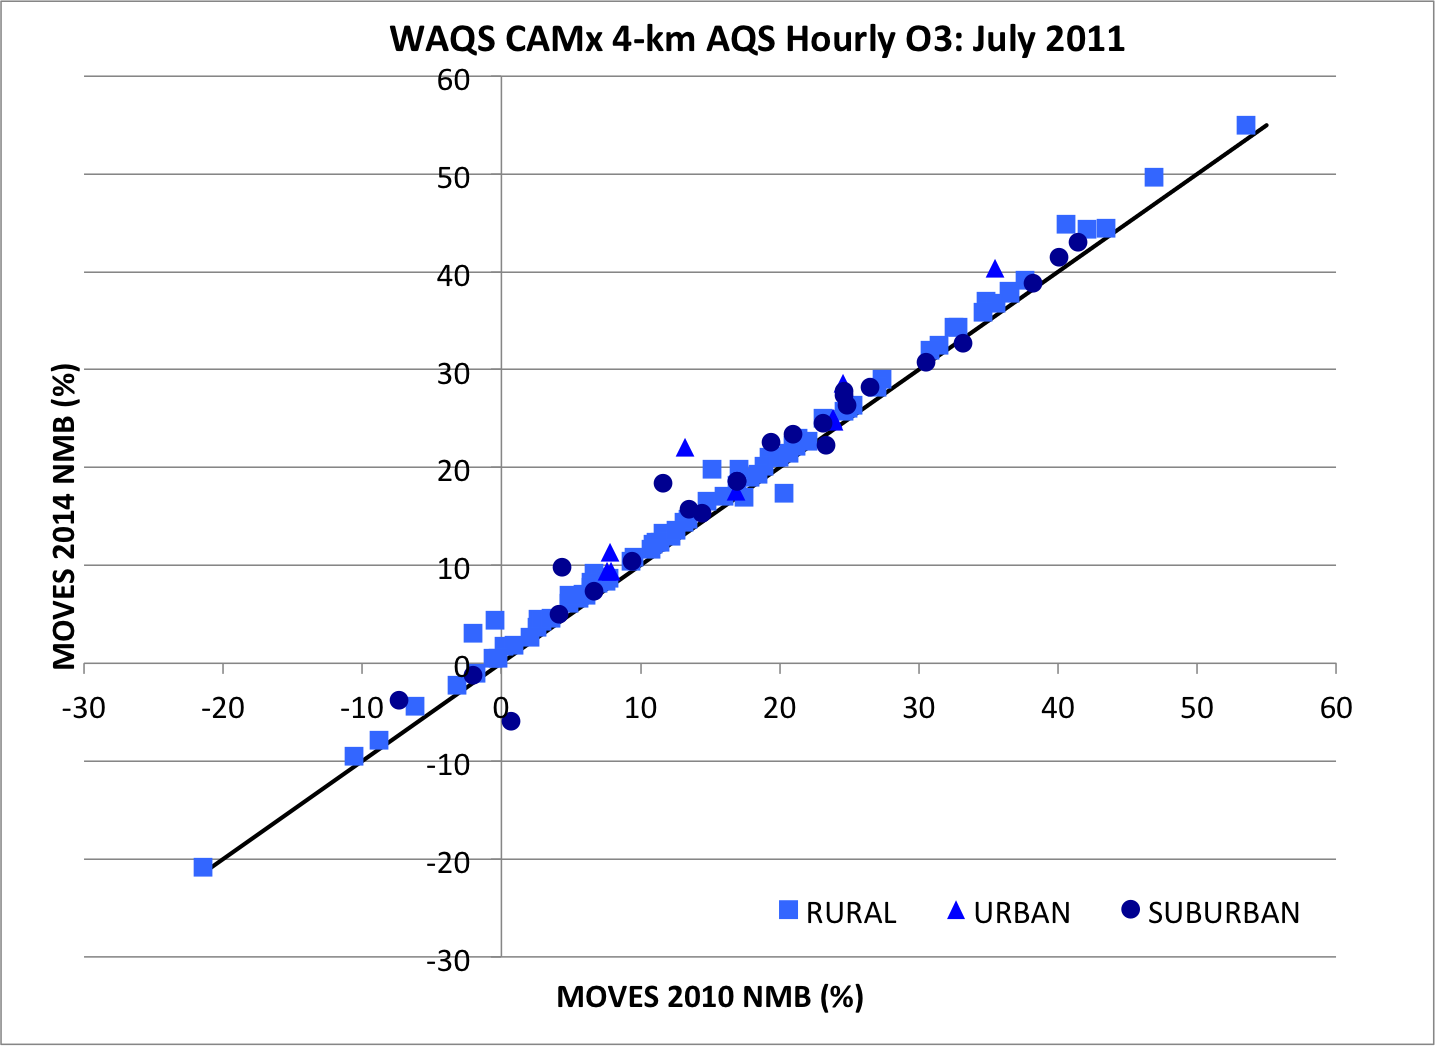 WAQS CAMx 4-km AQS Hourly O3: July 2011
60
50
40
30
20
10
0
-10
-20
-30
-30 -20 -10 0 10 20 30 40 50 60
MOVES 2014 NMB (%)
RURAL URBAN SUBURBAN
MOVES 2010 NMB (%)